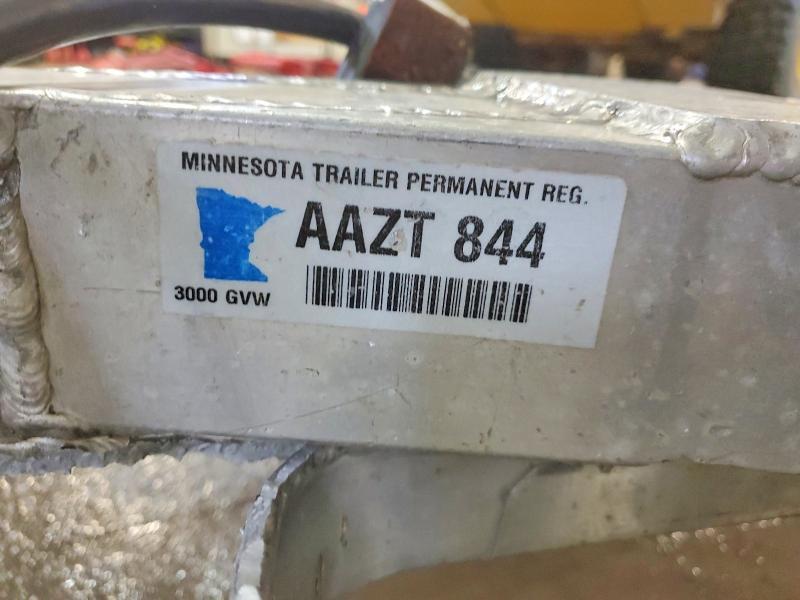 MINNESOTA TRAILER PERMANENT REG.
AAZT 844
3000 GVW